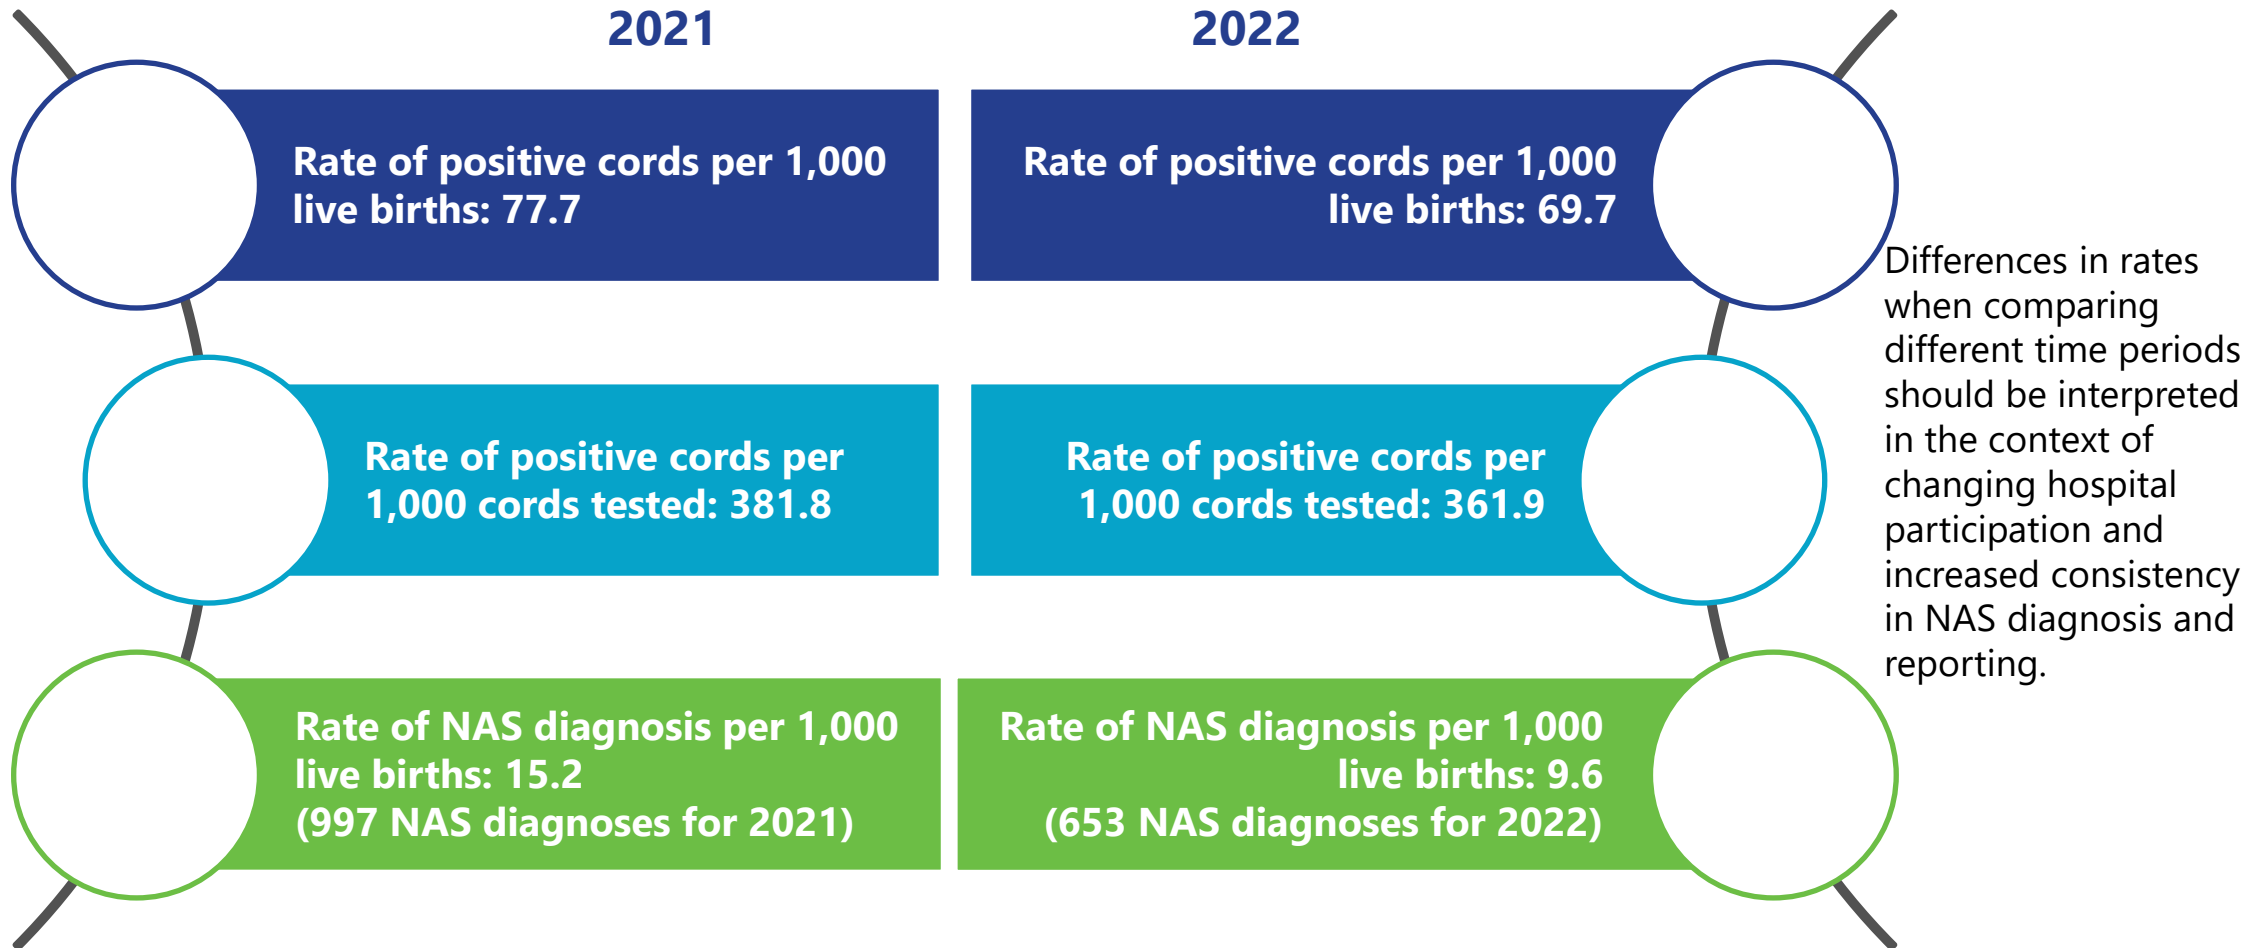 2021
2022
Rate of positive cords per 1,000
live births: 77.7
Rate of positive cords per 1,000
live births: 69.7
Rate of positive cords per
1,000 cords tested: 381.8
Rate of positive cords per
1,000 cords tested: 361.9
Rate of NAS diagnosis per 1,000
live births: 15.2
(997 NAS diagnoses for 2021)
Rate of NAS diagnosis per 1,000
live births: 9.6
(653 NAS diagnoses for 2022)
Differences in rates
when comparing
different time periods
should be interpreted
in the context of
changing hospital
participation and
increased consistency
in NAS diagnosis and
reporting.